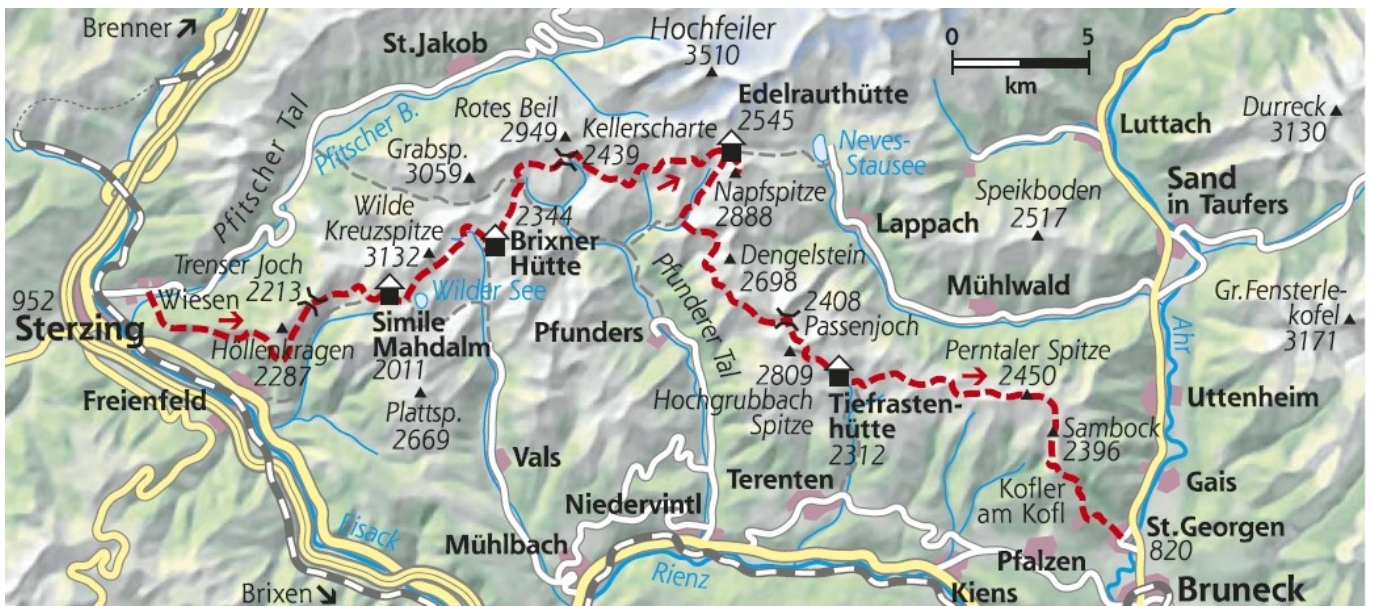 Brenner
St.Jakob
Hochfeiler
3510
0 5
km
Edelrauthütte
2545
Luttach
Durreck
3130
Pfitscher Tal
Pfitscher B.
Rotes Beil
2949
Kellerscharte
2439
Neves-
Stausee
Grabsp.
3059
Napfspitze
2888
Speikboden
2517
Sand
in Taufers
Wilde
Kreuzspitze
3132
2344
Brixner
Hütte
Lappach
Trenser Joch
2213
Wilder See
Dengelstein
2698
Pfunderer Tal
Mühlwald
952
Sterzing
Wiesen
Simile
Mahdalm
2011
Pfunders
2408
Passenjoch
Gr.Fensterle-
kofel
3171
Ahr
Höllenkragen
2287
Perntaler Spitze
2450
Freienfeld
Plattsp.
2669
2809
Hochgrubbach
Spitze
Tiefrasten-
hütte
2312
Uttenheim
Sambock
2396
Vals
Terenten
Gais
Kofler
am Kofl
Niedervintl
Eisack
Mühlbach
St.Georgen
820
Pfalzen
Rienz
Kiens
Bruneck
Brixen